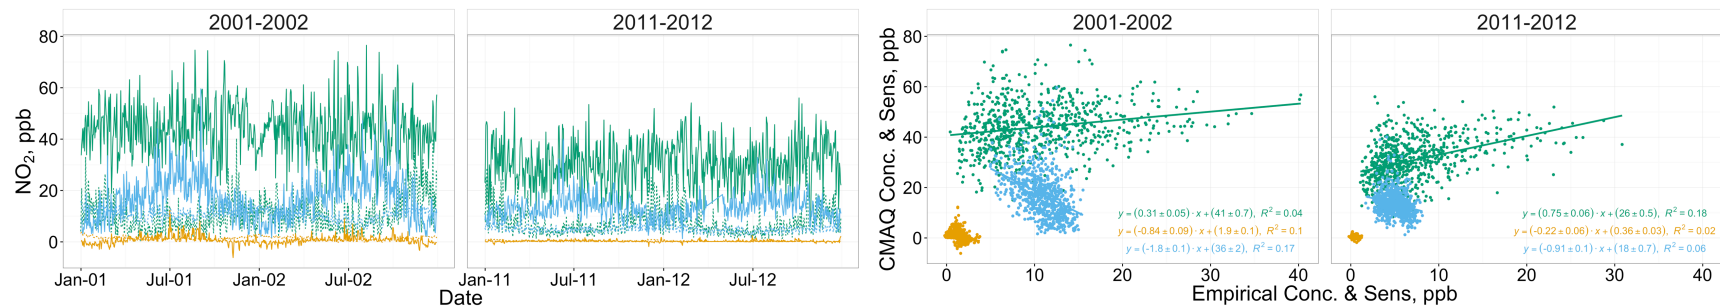 2001-2002
2011-2012
NO2, ppb
80
60
40
20
0
Jan-01
Jul-01
Jan-02
Jul-02
Jan-11
Jul-11
Jan-12
Jul-12
Date
2001-2002
2011-2012
CMAQ Conc. & Sens, ppb
80
60
40
20
0
y = (0.31 ± 0.05) · x + (41 ± 0.7), R² = 0.04
y = (-0.84 ± 0.09) · x + (1.9 ± 0.1), R² = 0.1
y = (-1.8 ± 0.1) · x + (36 ± 2), R² = 0.17
y = (0.75 ± 0.06) · x + (26 ± 0.5), R² = 0.18
y = (-0.22 ± 0.06) · x + (0.36 ± 0.03), R² = 0.02
y = (-0.91 ± 0.1) · x + (18 ± 0.7), R² = 0.06
0 10 20 30 40
0 10 20 30 40
Empirical Conc. & Sens, ppb